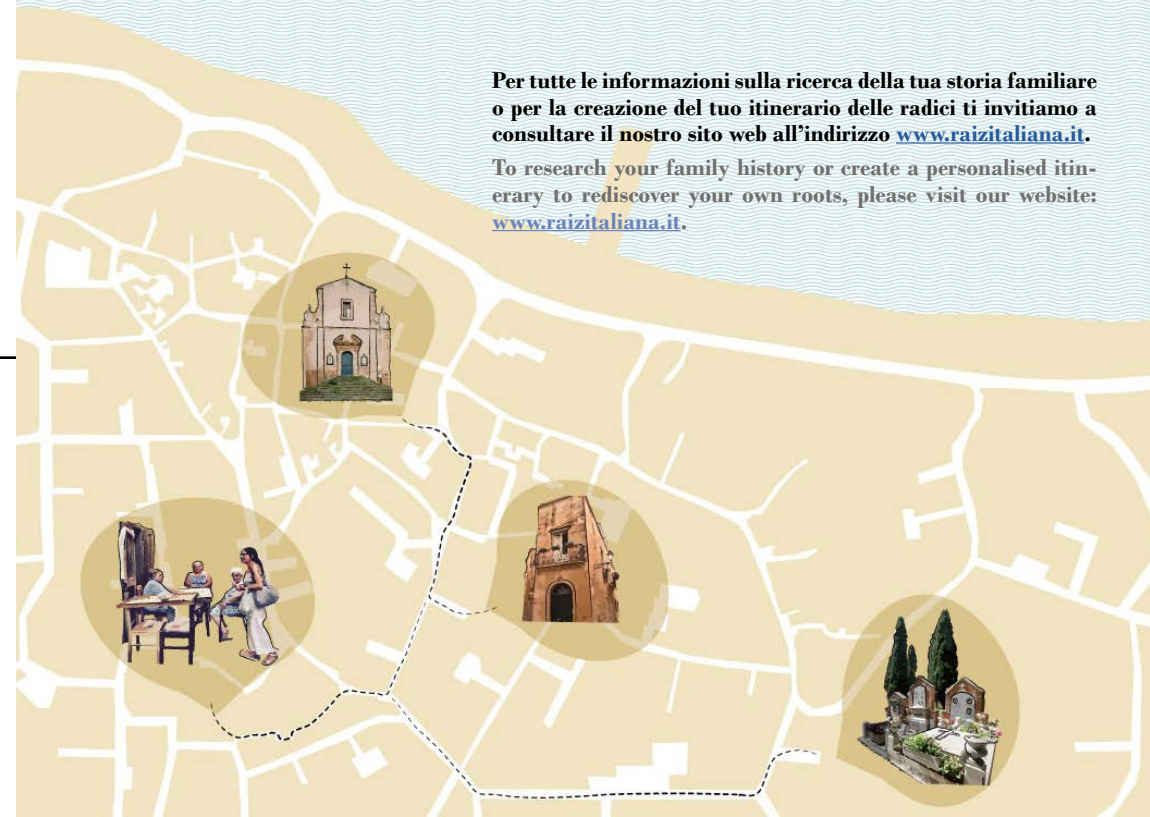 Per tutte le informazioni sulla ricerca della tua storia familiare
o per la creazione del tuo itinerario delle radici ti invitiamo a
consultare il nostro sito web all’indirizzo www.raizitaliana.it.
To research your family history or create a personalised itin-
erary to rediscover your own roots, please visit our website:
www.raizitaliana.it.